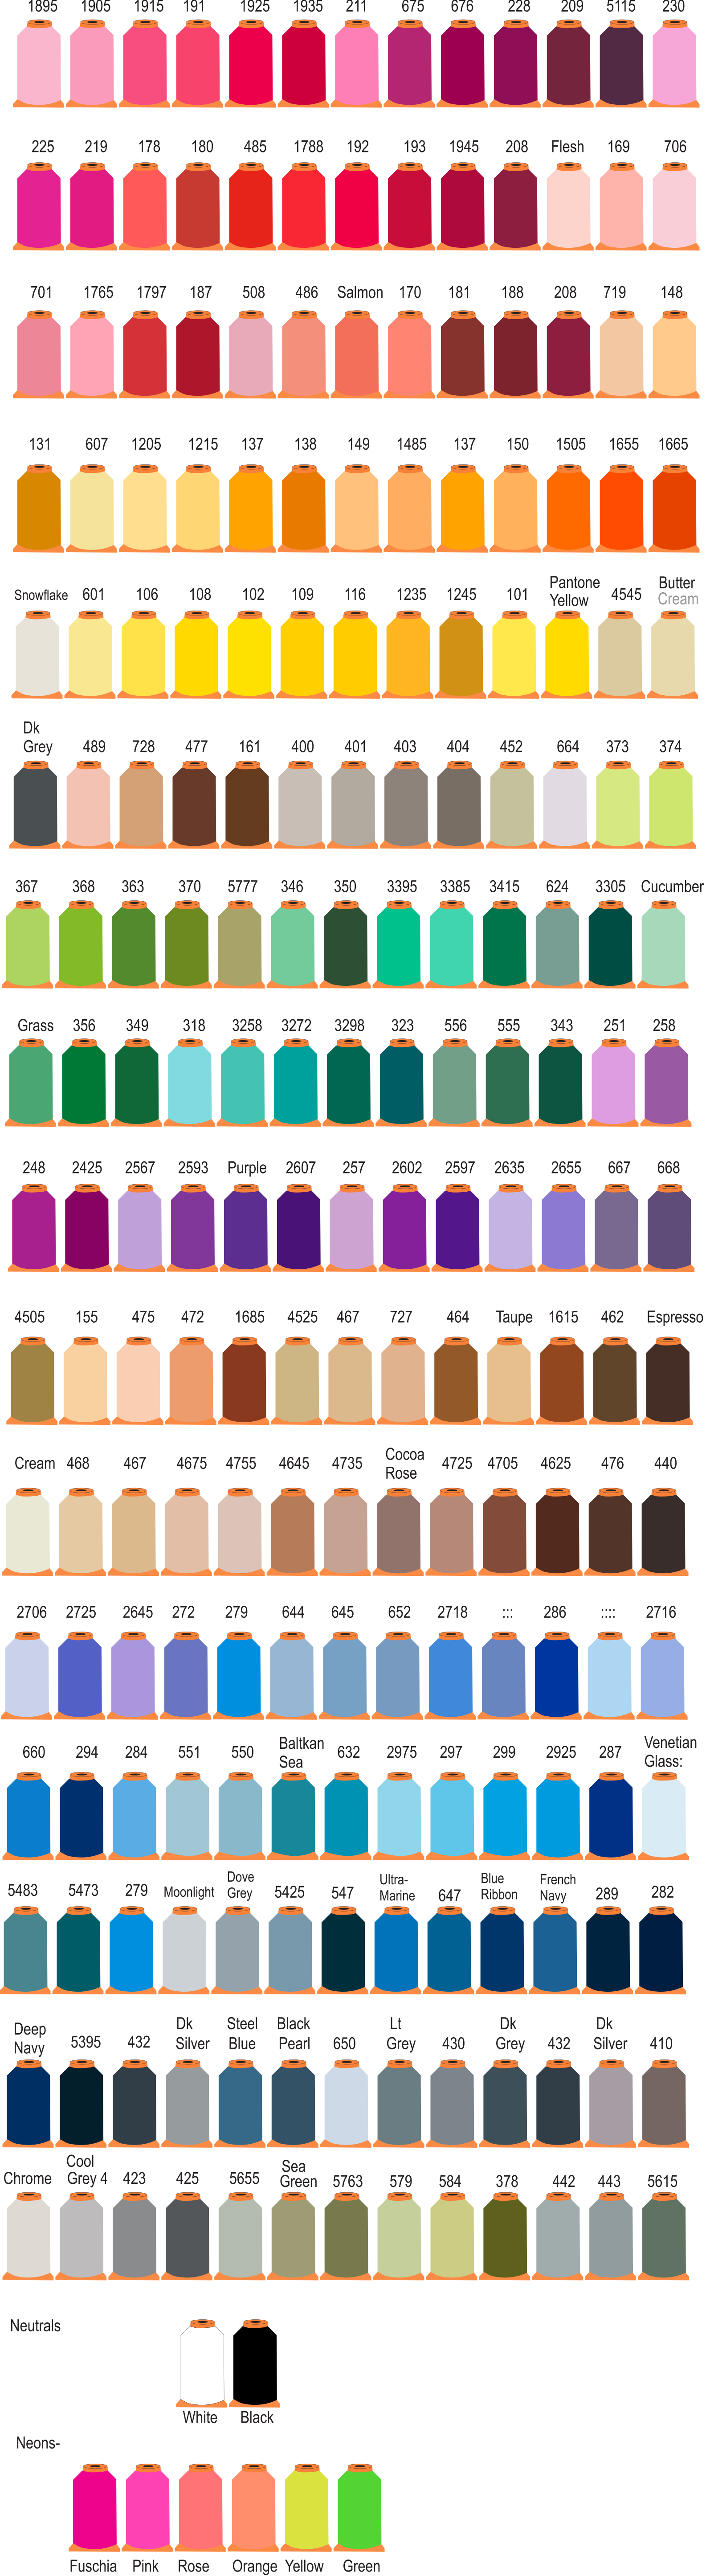 1895 1905 1915 191 1925 1935 211 675 676 228 209 5115 230
225 219 178 180 485 1788 192 193 1945 208 Flesh 169 706
701 1765 1797 187 508 486 Salmon 170 181 188 208 719 148
131 607 1205 1215 137 138 149 1485 137 150 1505 1655 1665
Snowflake 601 106 108 102 109 116 1235 1245 101 Pantone Yellow 4545 Butter Cream
Dk Grey 489 728 477 161 400 401 403 404 452 664 373 374
367 368 363 370 5777 346 350 3395 3385 3415 624 3305 Cucumber
Grass 356 349 318 3258 3272 3298 323 556 555 343 251 258
248 2425 2567 2593 Purple 2607 257 2602 2597 2635 2655 667 668
4505 155 475 472 1685 4525 467 727 464 Taupe 1615 462 Espresso
Cream 468 467 4675 4755 4645 4735 Cocoa Rose 4725 4705 4625 476 440
2706 2725 2645 272 279 644 645 652 2718 ::: 286 :::: 2716
660 294 284 551 550 Baltkan Sea 632 2975 297 299 2925 287 Venetian Glass:
5483 5473 279 Moonlight Dove Grey 5425 547 Ultra- Marine 647 Blue Ribbon French Navy 289 282
Deep Navy 5395 432 Dk Silver Steel Blue Black Pearl 650 Lt Grey 430 Dk Grey 432 Dk Silver 410
Chrome Cool Grey 4 423 425 5655 Sea Green 5763 579 584 378 442 443 5615
Neutrals
White Black
Neons-
Fuschia Pink Rose Orange Yellow Green